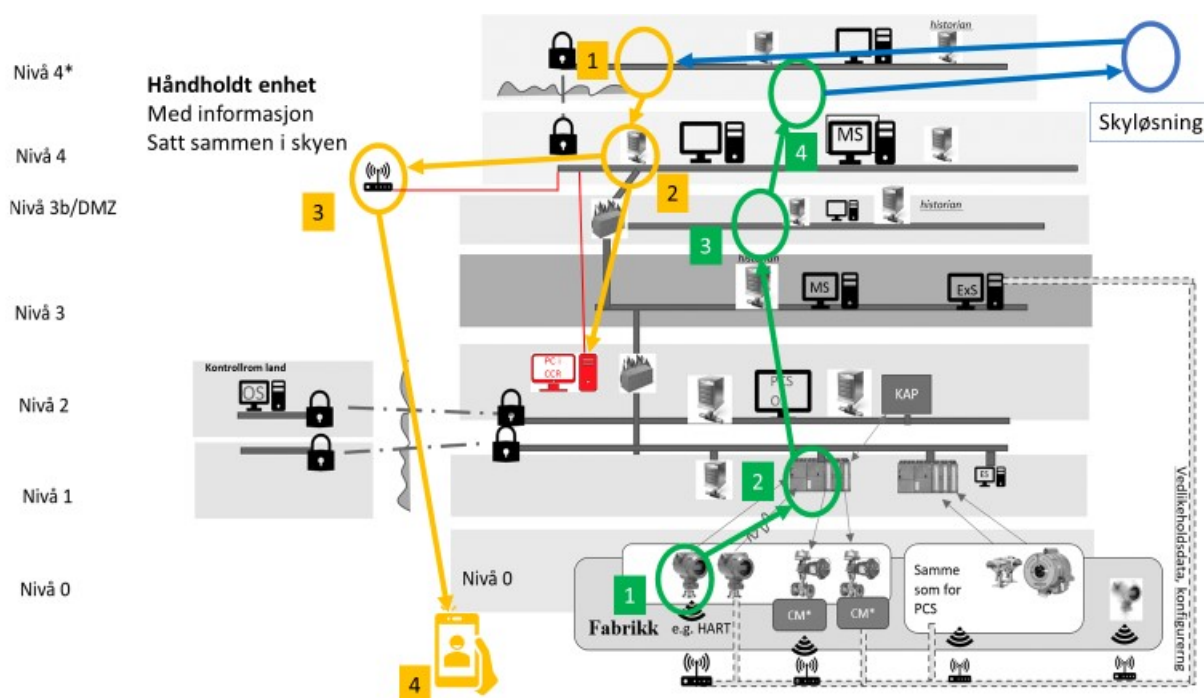 historian
historian
1
Nivå 4*
Håndholdt enhet
Med informasjon
Satt sammen i skyen
Skyløsning
4
MS
Nivå 4
2
3
Nivå 3b/DMZ
historian
3
historian
MS
ExS
Nivå 3
PC i
CCR
Kontrollrom land
OS
PCS
KAP
Nivå 2
2
ES
Nivå 1
Vedlikeholdsdata, konfigurerng
Nivå 0
Nivå 0
1
Samme
som for
PCS
Fabrikk
e.g. HART
CM*
CM*
4